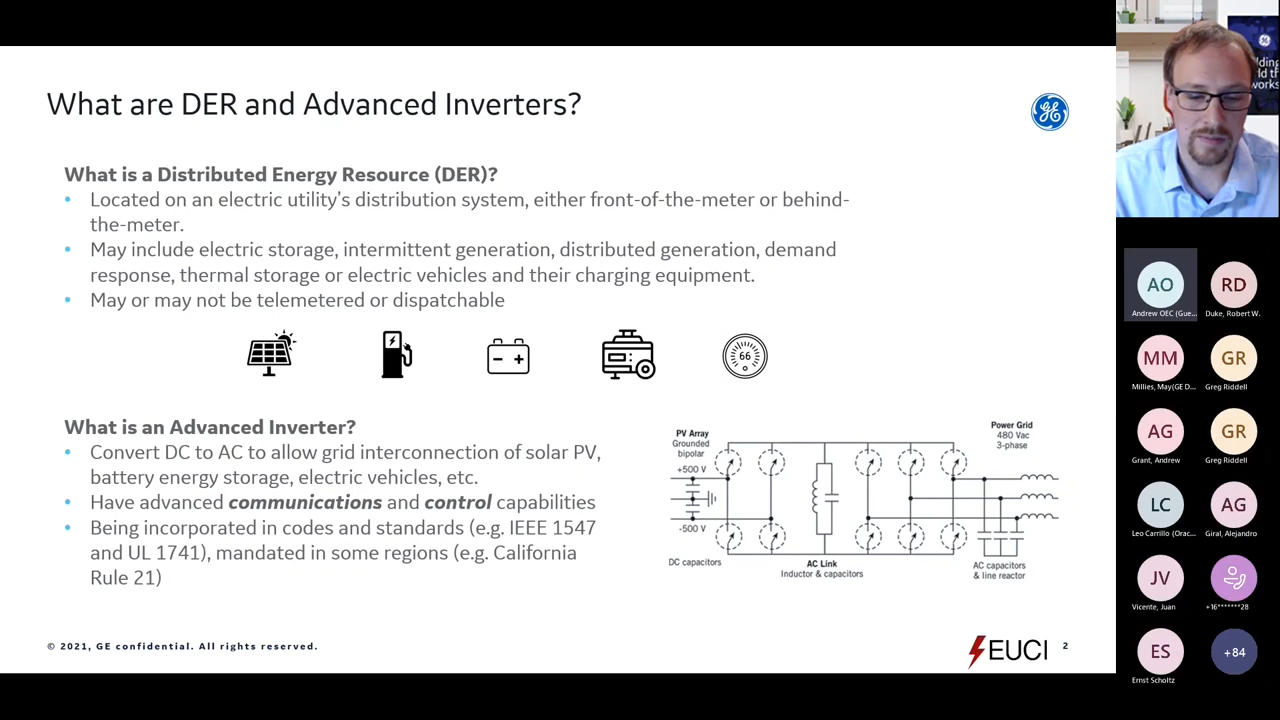 What are DER and Advanced Inverters?
GE
What is a Distributed Energy Resource (DER)?
• Located on an electric utility's distribution system, either front-of-the-meter or behind-
the-meter.
• May include electric storage, intermittent generation, distributed generation, demand
response, thermal storage or electric vehicles and their charging equipment.
• May or may not be telemetered or dispatchable
66
What is an Advanced Inverter?
• Convert DC to AC to allow grid interconnection of solar PV,
battery energy storage, electric vehicles, etc.
• Have advanced communications and control capabilities
• Being incorporated in codes and standards (e.g. IEEE 1547
and UL 1741), mandated in some regions (e.g. California
Rule 21)
PV Array
Grounded
bipolar
+500 V
-500 V
DC capacitors
AC Link
Inductor & capacitors
Power Grid
480 Vac
3-phase
AC capacitors
& line reactor
© 2021, GE confidential. All rights reserved.
EUCI
2
AO
Andrew OEC (Gue...
RD
Duke, Robert W.
MM
Millies, May(GE D...
GR
Greg Riddell
AG
Grant, Andrew
GR
Greg Riddell
LC
Leo Carrillo (Orac...
AG
Giral, Alejandro
JV
Vicente, Juan
+16*******28
ES
Ernst Scholtz
+84